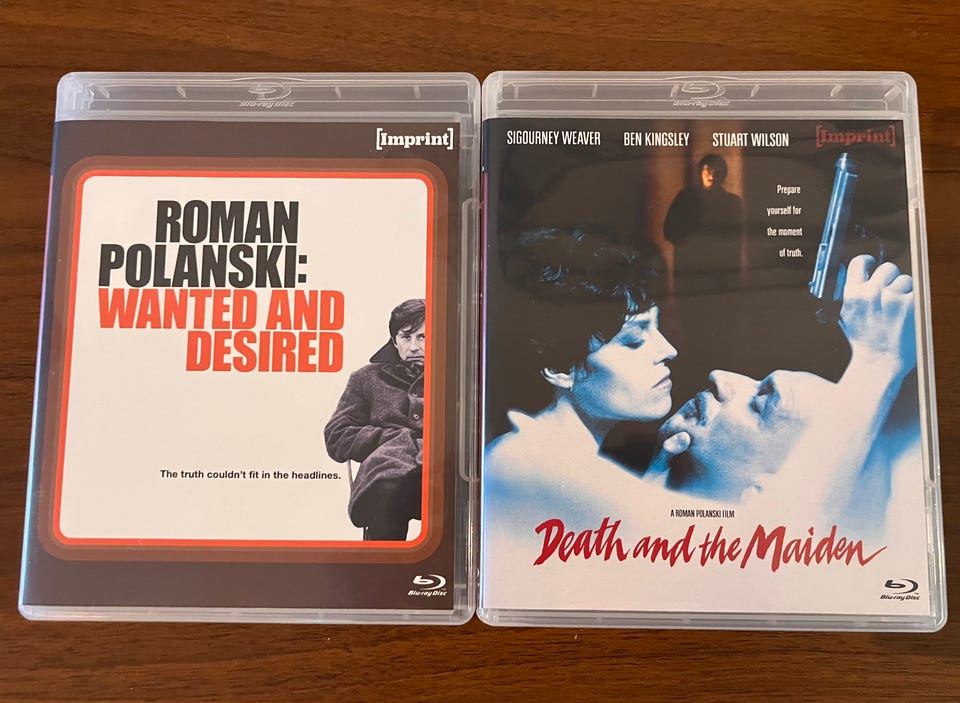 Blu-ray Disc
[Imprint]
ROMAN
POLANSKI:
WANTED AND
DESIRED
The truth couldn't fit in the headlines.
Blu-ray Disc
Blu-ray Disc
SIGOURNEY WEAVER BEN KINGSLEY STUART WILSON [Imprint]
Prepare
yourself for
the moment
of truth.
A ROMAN POLANSKI FILM
Death and the Maiden
Blu-ray Disc